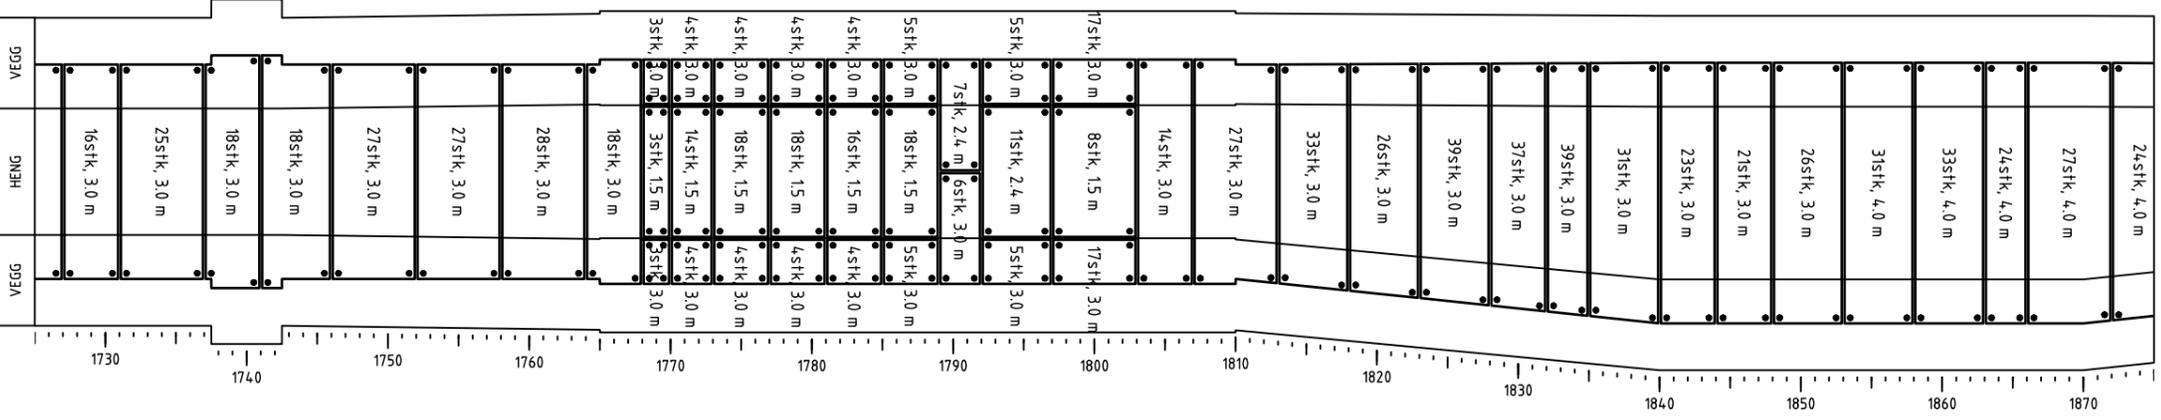 VEGG
HENG
VEGG
3stk, 3.0 m
4stk, 3.0 m
4stk, 3.0 m
4stk, 3.0 m
4stk, 3.0 m
5stk, 3.0 m
5stk, 3.0 m
17stk, 3.0 m
16stk, 3.0 m
25stk, 3.0 m
18stk, 3.0 m
18stk, 3.0 m
27stk, 3.0 m
27stk, 3.0 m
28stk, 3.0 m
18stk, 3.0 m
3stk, 1.5 m
14stk, 1.5 m
18stk, 1.5 m
18stk, 1.5 m
16stk, 1.5 m
18stk, 1.5 m
7stk, 2.4 m
6stk, 3.0 m
11stk, 2.4 m
8stk, 1.5 m
14stk, 3.0 m
27stk, 3.0 m
33stk, 3.0 m
26stk, 3.0 m
39stk, 3.0 m
37stk, 3.0 m
39stk, 3.0 m
31stk, 3.0 m
23stk, 3.0 m
21stk, 3.0 m
26stk, 3.0 m
31stk, 4.0 m
33stk, 4.0 m
24stk, 4.0 m
27stk, 4.0 m
24stk, 4.0 m
3stk, 3.0 m
4stk, 3.0 m
4stk, 3.0 m
4stk, 3.0 m
4stk, 3.0 m
5stk, 3.0 m
5stk, 3.0 m
17stk, 3.0 m
1730
1740
1750
1760
1770
1780
1790
1800
1810
1820
1830
1840
1850
1860
1870